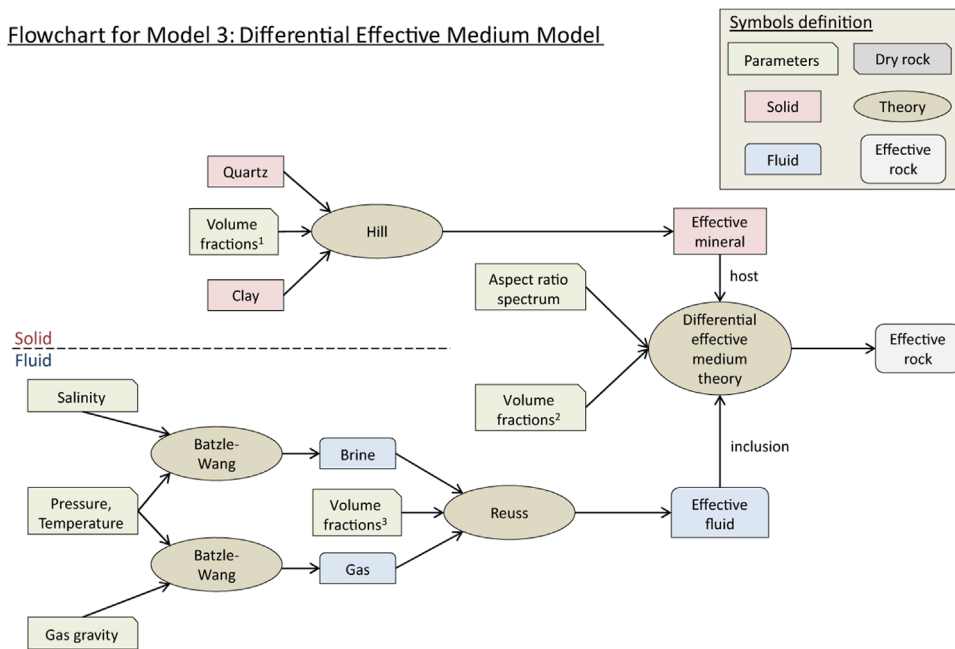 Flowchart for Model 3: Differential Effective Medium Model
Symbols definition
Parameters
Dry rock
Solid
Theory
Fluid
Effective
rock
Quartz
Volume
fractions¹
Clay
Hill
Effective
mineral
host
Aspect ratio
spectrum
Differential
effective
medium
theory
Effective
rock
Volume
fractions²
Solid
Fluid
Salinity
Batzle-
Wang
Brine
inclusion
Pressure,
Temperature
Volume
fractions³
Reuss
Effective
fluid
Batzle-
Wang
Gas
Gas gravity